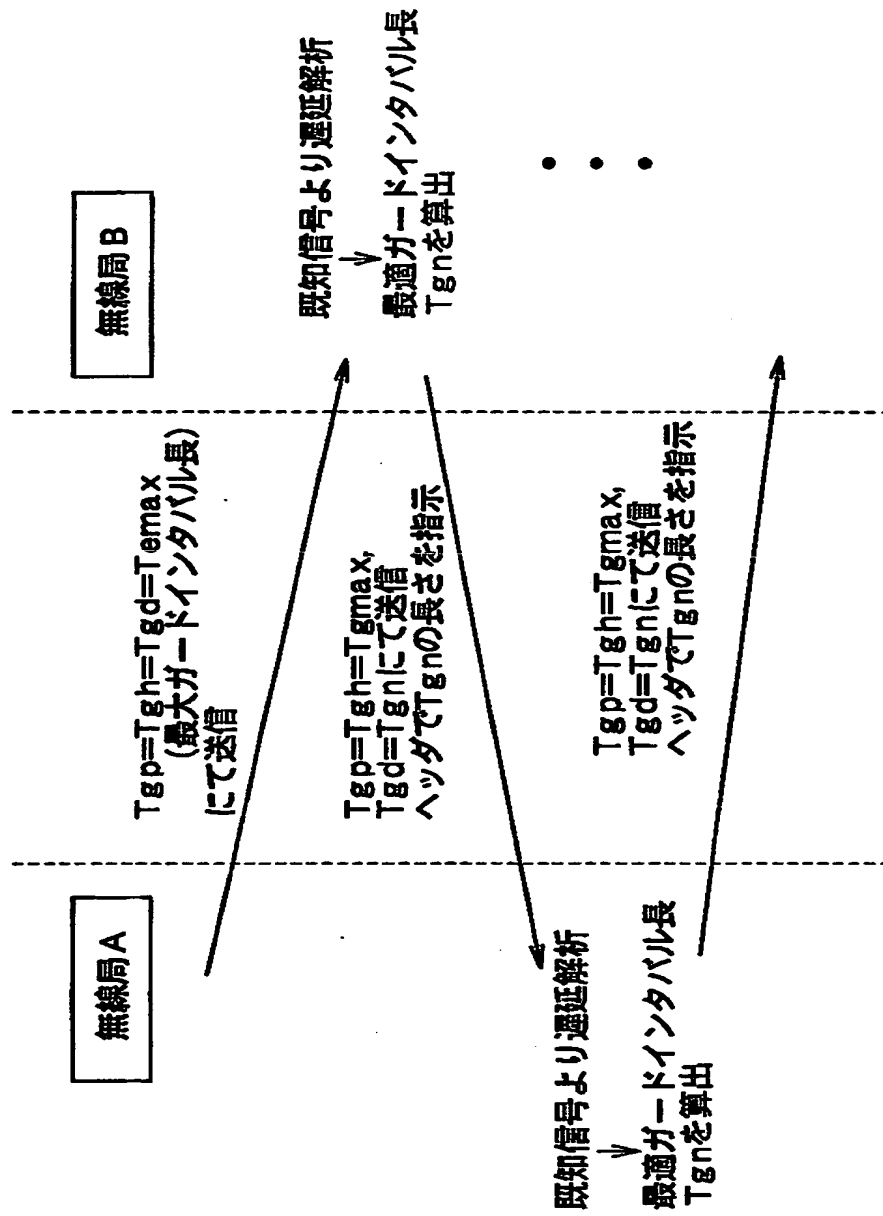 無線局A
無線局B
Tgp=Tgh=Tgd=Temax
(最大ガードインタバル長)
にて送信
既知信号より遅延解析
↓
最適ガードインタバル長
Tgnを算出
Tgp=Tgh=Tgmax,
Tgd=Tgnにて送信
ヘッダでTgnの長さを指示
既知信号より遅延解析
↓
最適ガードインタバル長
Tgnを算出
Tgp=Tgh=Tgmax,
Tgd=Tgnにて送信
ヘッダでTgnの長さを指示